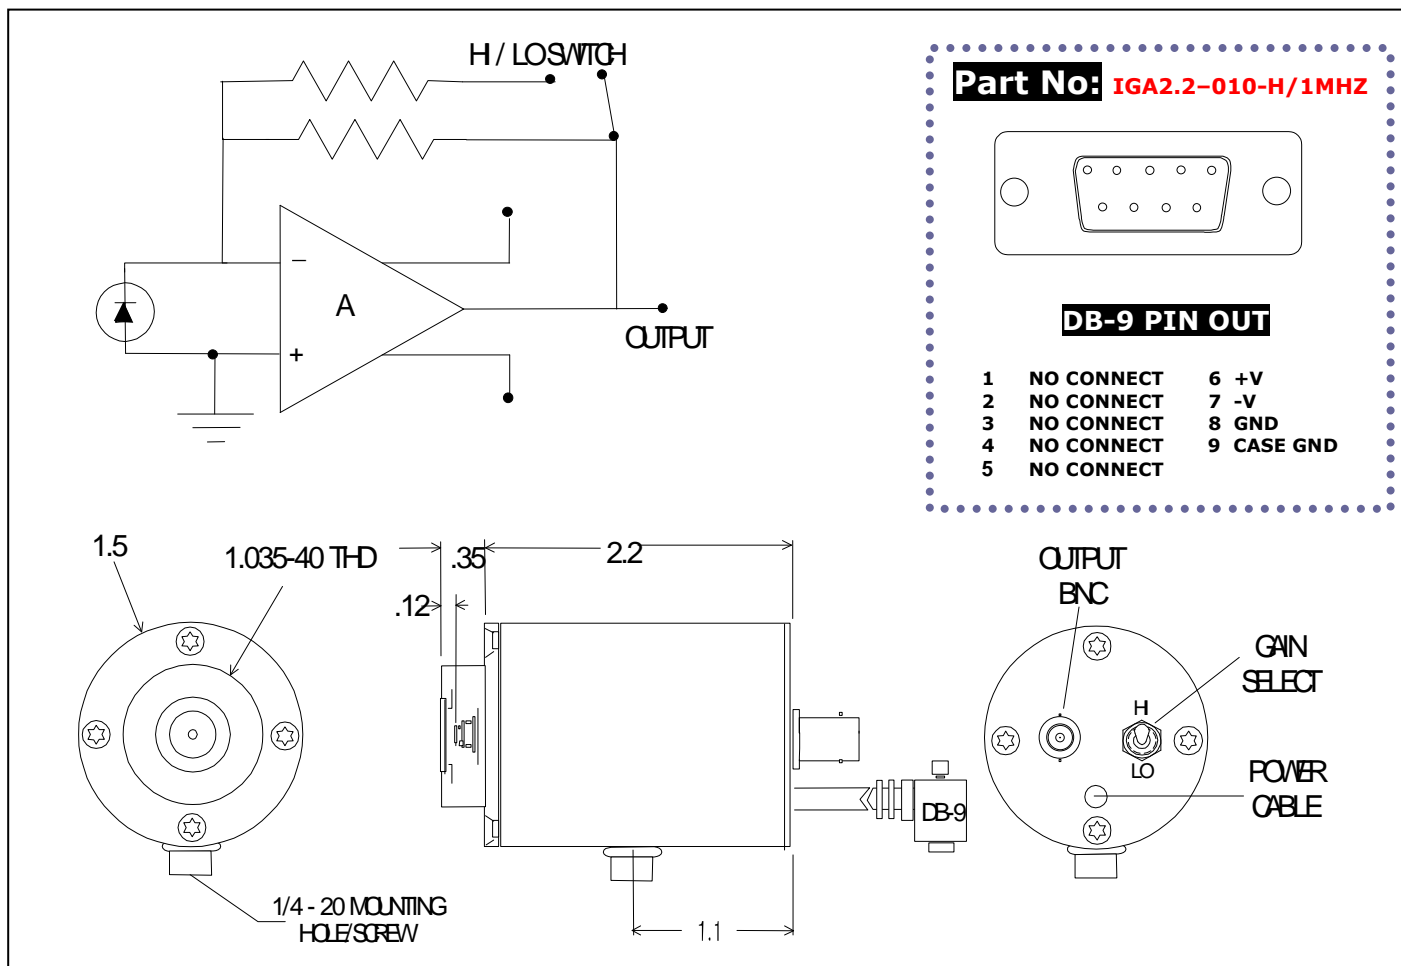 HI / LO SWITCH
−
A
+
OUTPUT
Part No: IGA2.2–010-H/1MHZ
DB-9 PIN OUT
1 NO CONNECT 6 +V
2 NO CONNECT 7 -V
3 NO CONNECT 8 GND
4 NO CONNECT 9 CASE GND
5 NO CONNECT
1.5
1.035-40 THD
.35
2.2
.12
DB-9
1/4 - 20 MOUNTING
HOLE/SCREW
1.1
OUTPUT
BNC
GAIN
SELECT
HI
LO
POWER
CABLE